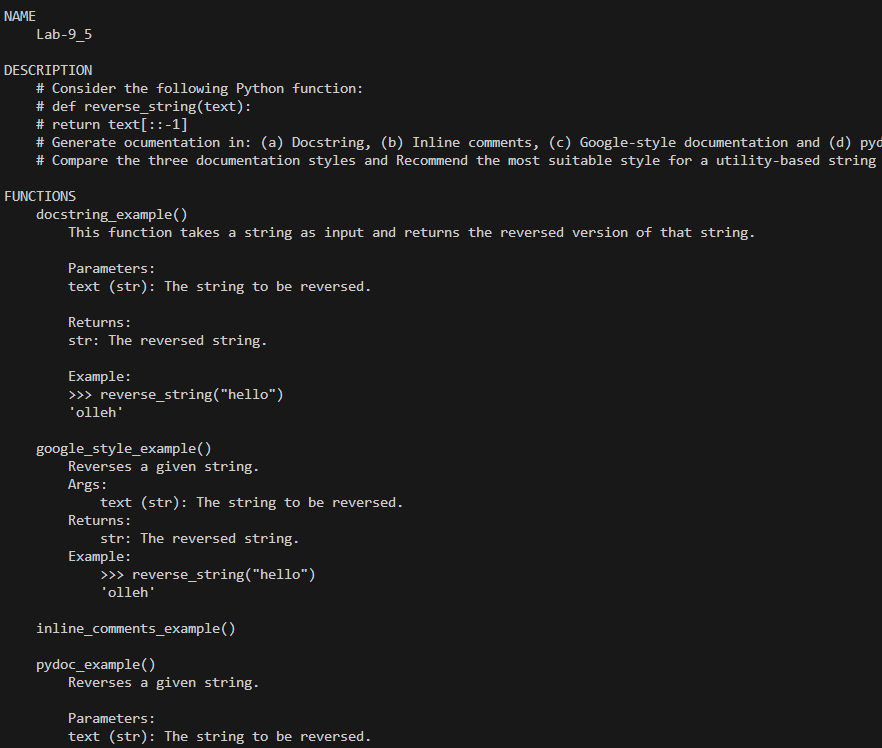 NAME
    Lab-9_5

DESCRIPTION
    # Consider the following Python function:
    # def reverse_string(text):
    # return text[::-1]
    # Generate ocumentation in: (a) Docstring, (b) Inline comments, (c) Google-style documentation and (d)
    # Compare the three documentation styles and Recommend the most suitable style for a utility-based string

FUNCTIONS
    docstring_example()
        This function takes a string as input and returns the reversed version of that string.

        Parameters:
        text (str): The string to be reversed.

        Returns:
        str: The reversed string.

        Example:
        >>> reverse_string("hello")
        'olleh'

    google_style_example()
        Reverses a given string.
        Args:
            text (str): The string to be reversed.
        Returns:
            str: The reversed string.
        Example:
            >>> reverse_string("hello")
            'olleh'

    inline_comments_example()

    pydoc_example()
        Reverses a given string.

        Parameters:
        text (str): The string to be reversed.